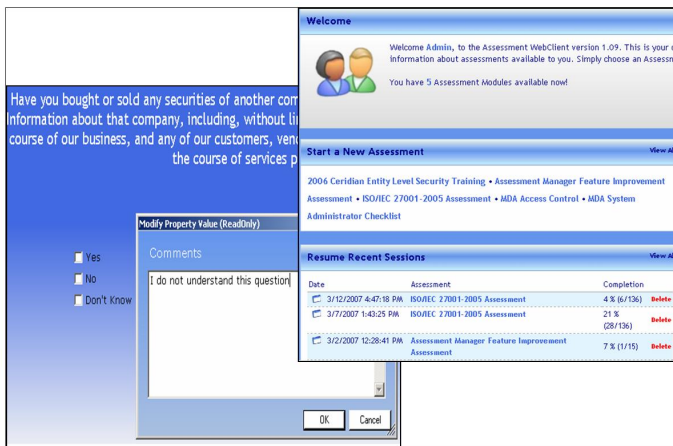 Have you bought or sold any securities of another com
Information about that company, including, without li
course of our business, and any of our customers, vend
the course of services p
Yes
No
Don't Know
Modify Property Value (ReadOnly)
Comments
I do not understand this question
OK Cancel
Welcome
Welcome Admin, to the Assessment WebClient version 1.09. This is your
information about assessments available to you. Simply choose an Assessm
You have 5 Assessment Modules available now!
Start a New Assessment View Al
2006 Ceridian Entity Level Security Training • Assessment Manager Feature Improvement
Assessment • ISO/IEC 27001-2005 Assessment • MDA Access Control • MDA System
Administrator Checklist
Resume Recent Sessions View Al
Date Assessment Completion
3/12/2007 4:47:18 PM ISO/IEC 27001-2005 Assessment 4 % (6/136) Delete
3/7/2007 1:43:25 PM ISO/IEC 27001-2005 Assessment 21 %
(28/136) Delete
3/2/2007 12:28:41 PM Assessment Manager Feature Improvement
Assessment 7 % (1/15) Delete